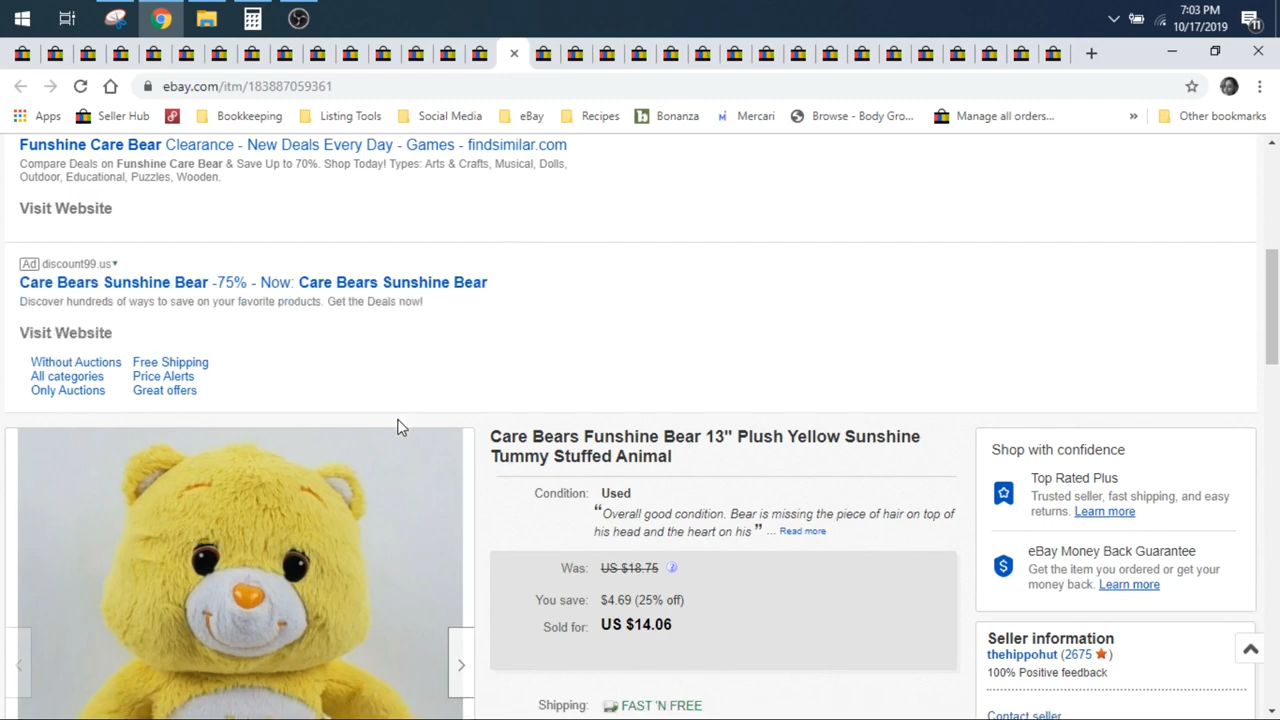 7:03 PM
10/17/2019
11
ebay.com/itm/183887059361
Apps
Seller Hub
Bookkeeping
Listing Tools
Social Media
eBay
Recipes
Bonanza
Mercari
Browse - Body Gro...
Manage all orders...
»
Other bookmarks
Funshine Care Bear Clearance - New Deals Every Day - Games - findsimilar.com
Compare Deals on Funshine Care Bear & Save Up to 70%. Shop Today! Types: Arts & Crafts, Musical, Dolls,
Outdoor, Educational, Puzzles, Wooden.
Visit Website
Ad discount99.us
Care Bears Sunshine Bear -75% - Now: Care Bears Sunshine Bear
Discover hundreds of ways to save on your favorite products. Get the Deals now!
Visit Website
Without Auctions Free Shipping
All categories Price Alerts
Only Auctions Great offers
Care Bears Funshine Bear 13" Plush Yellow Sunshine
Tummy Stuffed Animal
Condition: Used
“Overall good condition. Bear is missing the piece of hair on top of
his head and the heart on his ” ... Read more
Was: US $18.75
You save: $4.69 (25% off)
Sold for: US $14.06
Shipping: FAST 'N FREE
Shop with confidence
Top Rated Plus
Trusted seller, fast shipping, and easy
returns. Learn more
eBay Money Back Guarantee
Get the item you ordered or get your
money back. Learn more
Seller information
thehippohut (2675 ★)
100% Positive feedback
Contact seller